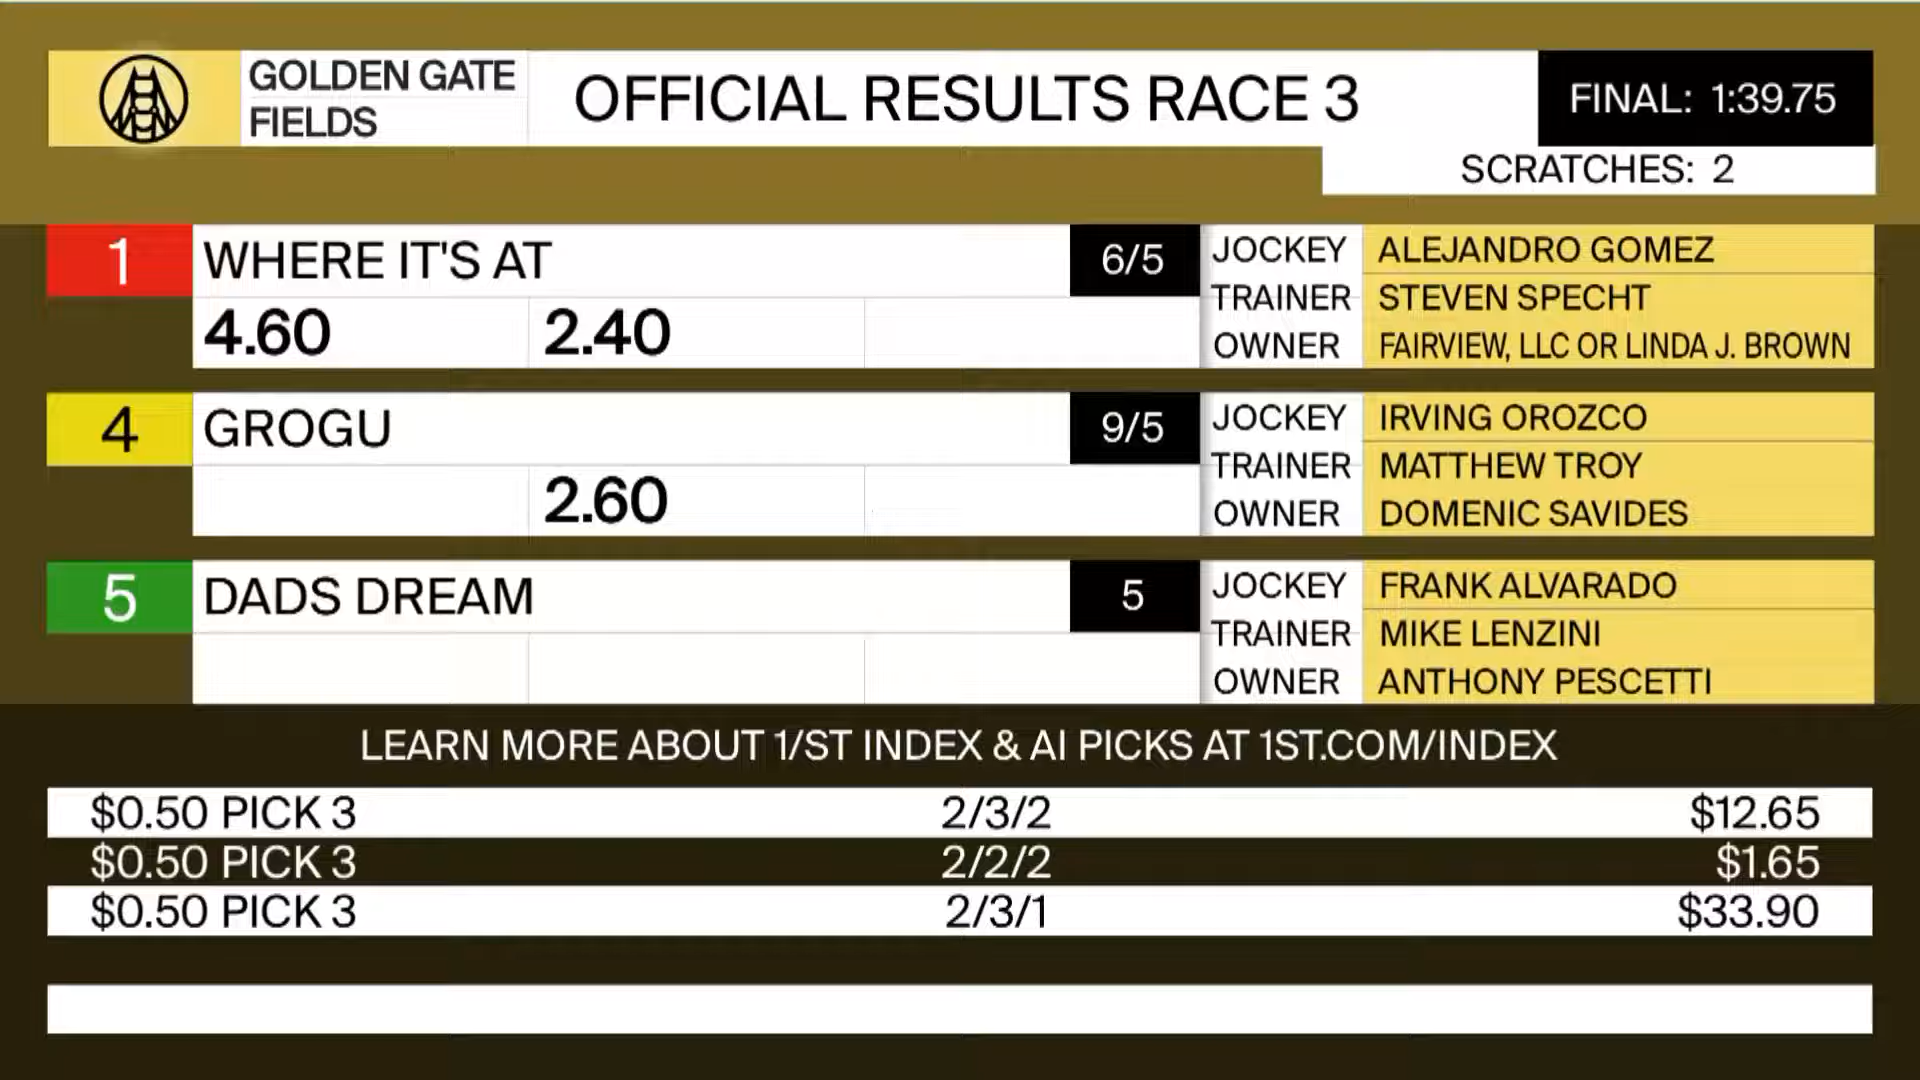 GOLDEN GATE
FIELDS
OFFICIAL RESULTS RACE 3
FINAL: 1:39.75
SCRATCHES: 2
1
WHERE IT'S AT
6/5
4.60
2.40
JOCKEY ALEJANDRO GOMEZ
TRAINER STEVEN SPECHT
OWNER FAIRVIEW, LLC OR LINDA J. BROWN
4
GROGU
9/5
2.60
JOCKEY IRVING OROZCO
TRAINER MATTHEW TROY
OWNER DOMENIC SAVIDES
5
DADS DREAM
5
JOCKEY FRANK ALVARADO
TRAINER MIKE LENZINI
OWNER ANTHONY PESCETTI
LEARN MORE ABOUT 1/ST INDEX & AI PICKS AT 1ST.COM/INDEX
$0.50 PICK 3 2/3/2 $12.65
$0.50 PICK 3 2/2/2 $1.65
$0.50 PICK 3 2/3/1 $33.90